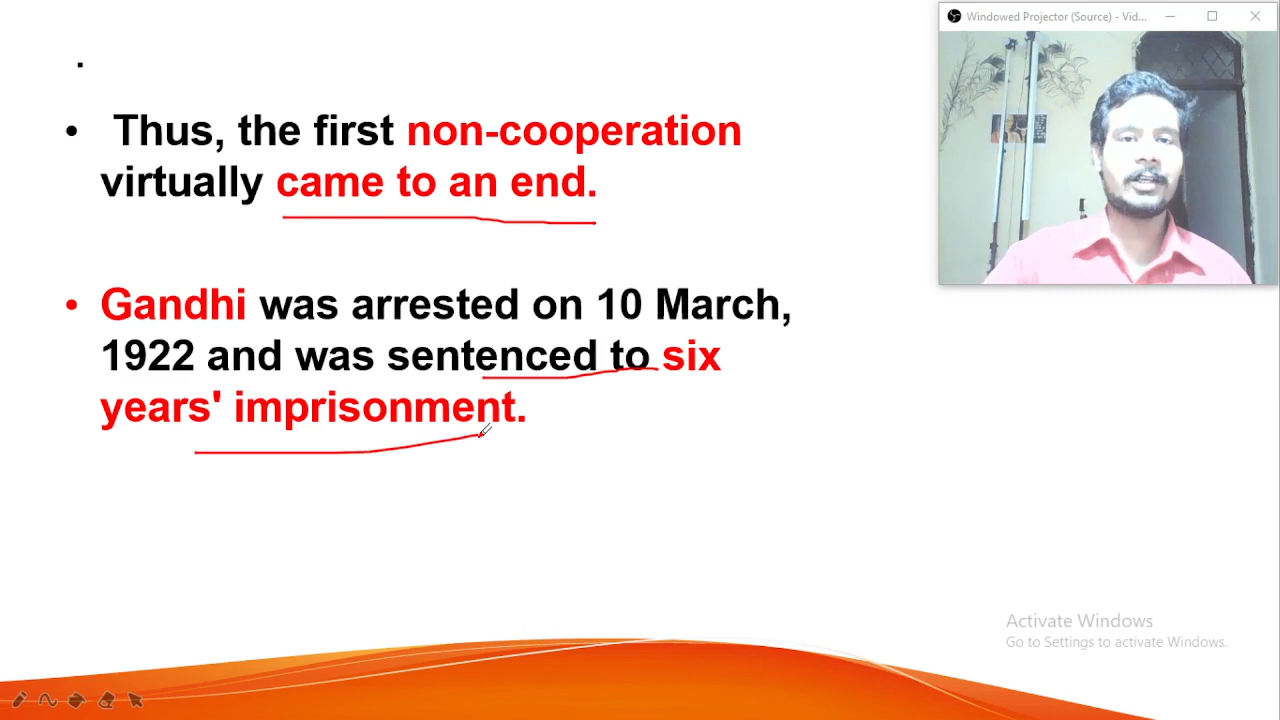 Windowed Projector (Source) - Vid...
.
• Thus, the first non-cooperation
virtually came to an end.
• Gandhi was arrested on 10 March,
1922 and was sentenced to six
years' imprisonment.
Activate Windows
Go to Settings to activate Windows.